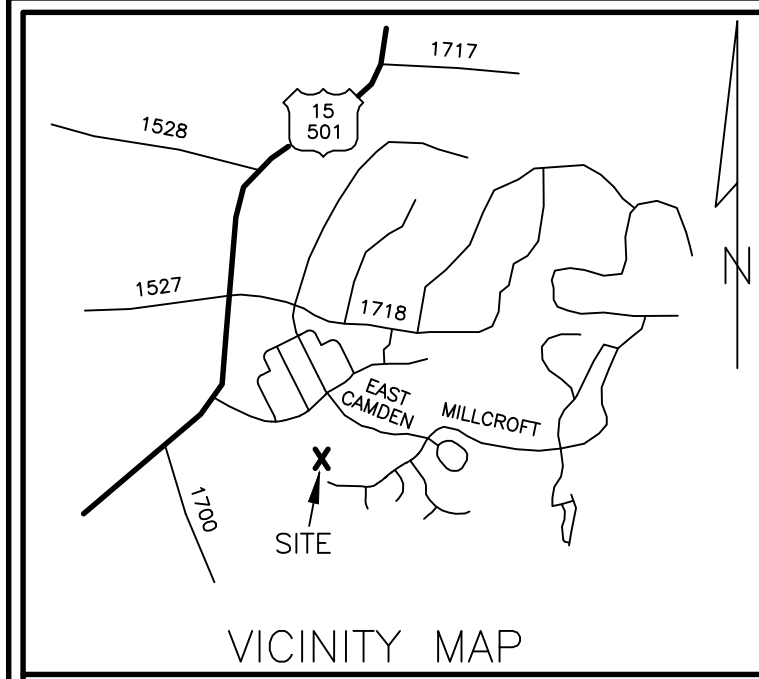 1717
15
501
1528
N
1527
1718
EAST
CAMDEN
MILLCROFT
1700
X
SITE
VICINITY MAP